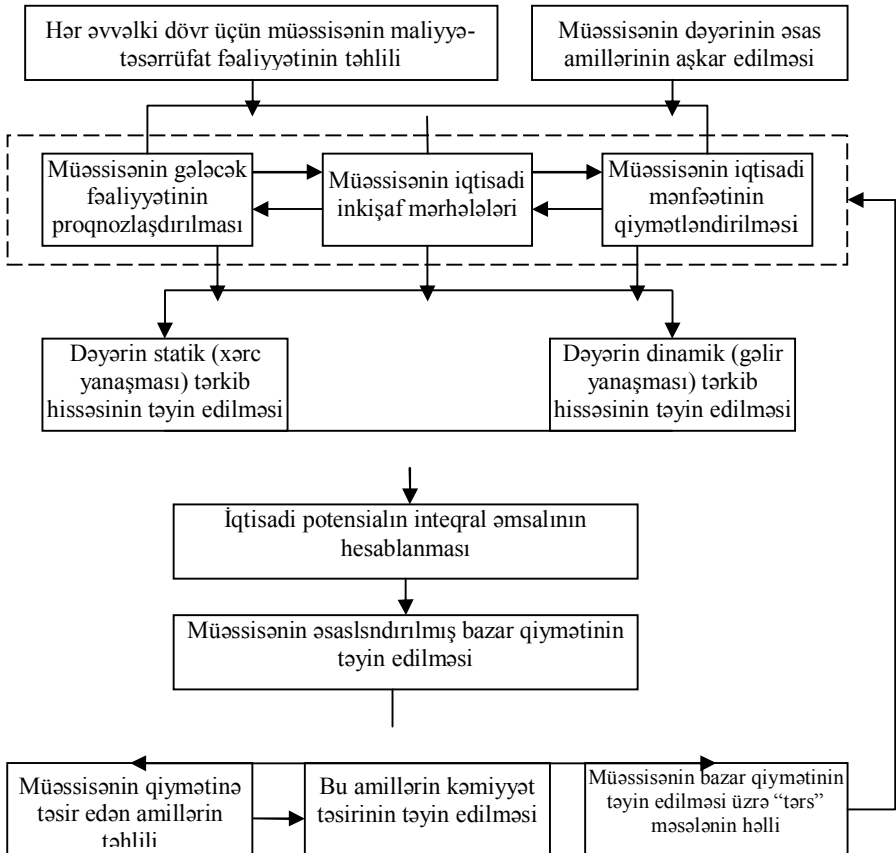 Hər əvvəlki dövr üçün müəssisənin maliyyə-
təsərrüfat fəaliyyətinin təhlili
Müəssisənin dəyərinin əsas
amillərinin aşkar edilməsi
Müəssisənin gələcək
fəaliyyətinin
proqnozlaşdırılması
Müəssisənin iqtisadi
inkişaf mərhələləri
Müəssisənin iqtisadi
mənfəətinin
qiymətləndirilməsi
Dəyərin statik (xərc
yanaşması) tərkib
hissəsinin təyin edilməsi
Dəyərin dinamik (gəlir
yanaşması) tərkib
hissəsinin təyin edilməsi
İqtisadi potensialın inteqral əmsalının
hesablanması
Müəssisənin əsaslsndırılmış bazar qiymətinin
təyin edilməsi
Müəssisənin qiymətinə
təsir edən amillərin
təhlili
Bu amillərin kəmiyyət
təsirinin təyin edilməsi
Müəssisənin bazar qiymətinin
təyin edilməsi üzrə “tərs”
məsələnin həlli